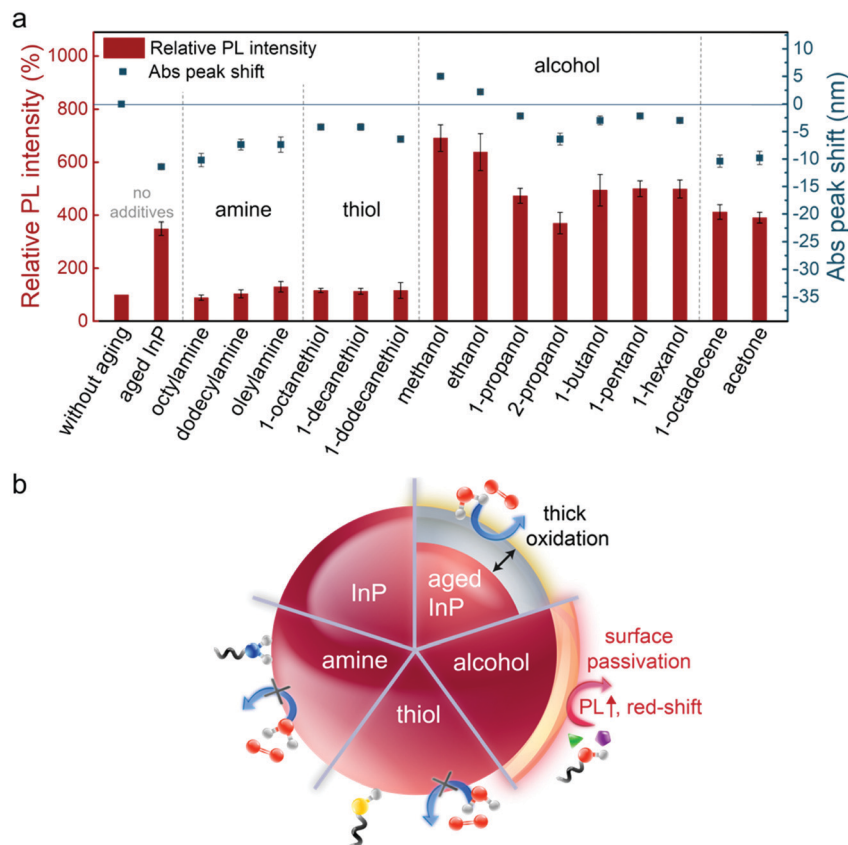 a
Relative PL intensity (%)
1000
800
600
400
200
0
Relative PL intensity
Abs peak shift
no
additives
amine
thiol
alcohol
10
5
0
-5
-10
-15
-20
-25
-30
-35
Abs peak shift (nm)
without aging
aged InP
octylamine
dodecylamine
oleylamine
1-octanethiol
1-decanethiol
1-dodecanethiol
methanol
ethanol
1-propanol
2-propanol
1-butanol
1-pentanol
1-hexanol
1-octadecene
acetone
b
thick
oxidation
InP
aged
InP
amine
alcohol
thiol
surface
passivation
PL↑, red-shift